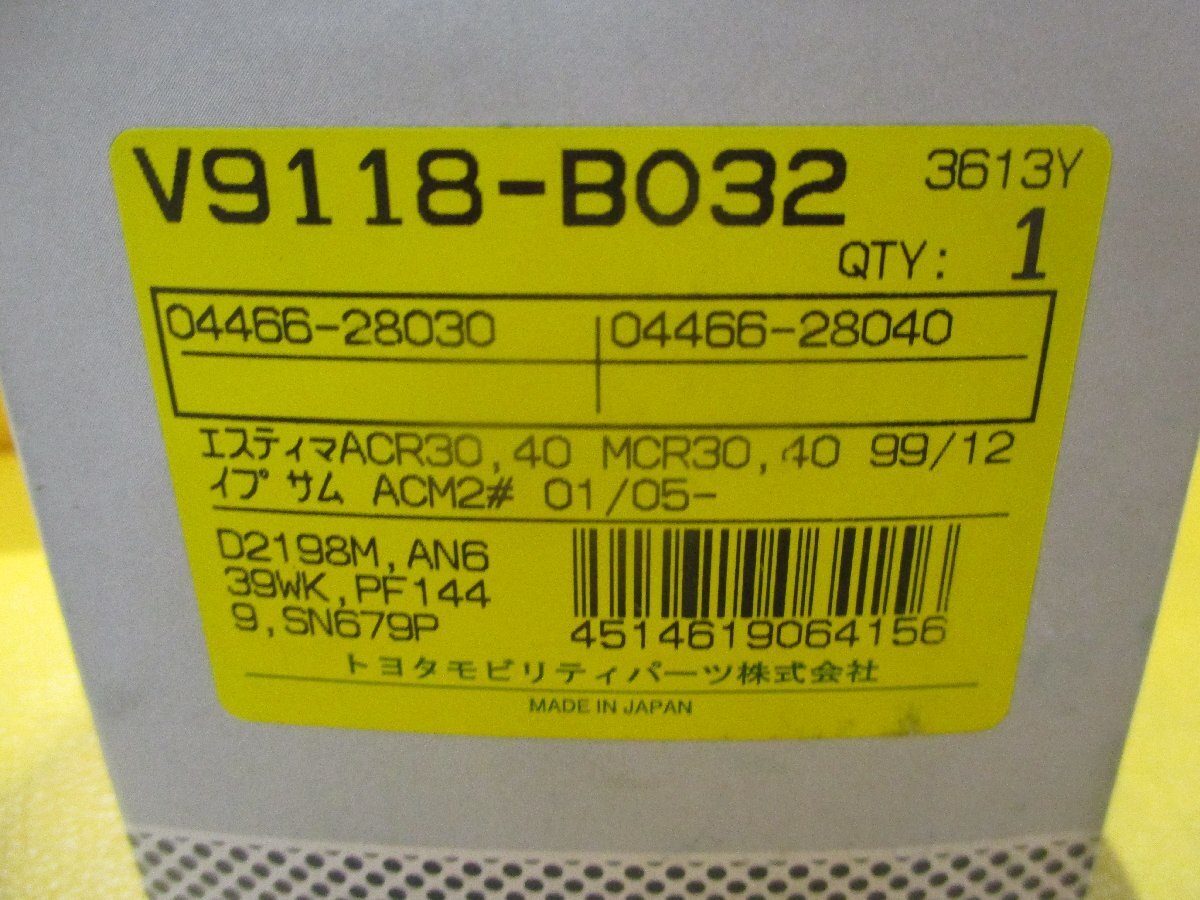 V9118-B032
3613Y
QTY: 1
04466-28030 04466-28040
エスティマACR30,40 MCR30,40 99/12
イプサム ACM2# 01/05-
D2198M,AN6
39WK,PF144
9,SN679P
4514619064156
トヨタモビリティパーツ株式会社
MADE IN JAPAN